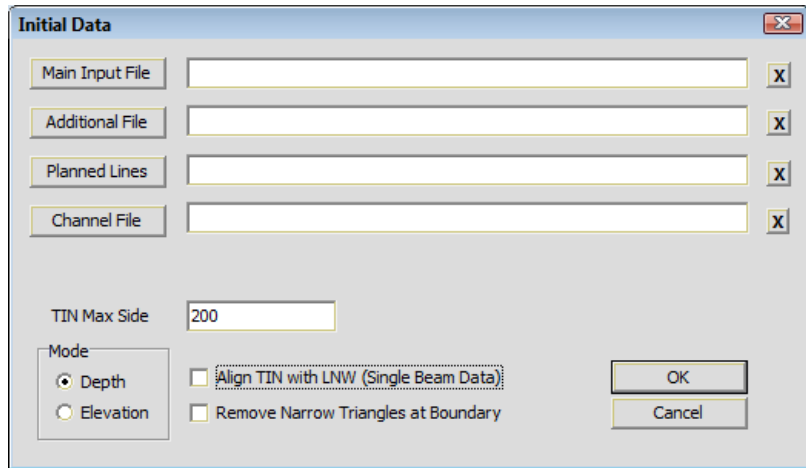 Initial Data
Main Input File
X
Additional File
X
Planned Lines
X
Channel File
X
TIN Max Side 200
Mode
Depth
Elevation
Align TIN with LNW (Single Beam Data)
Remove Narrow Triangles at Boundary
OK
Cancel